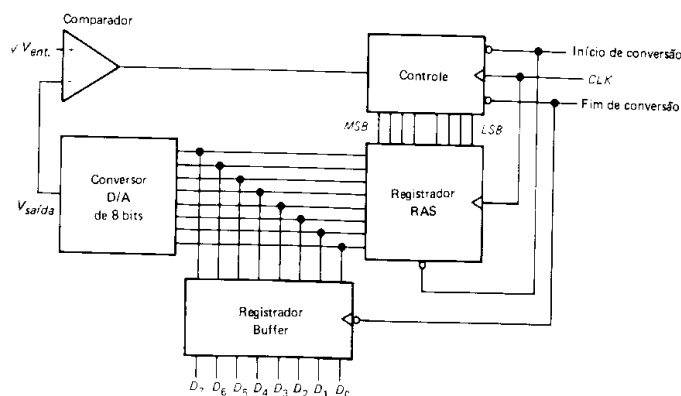 Comparador
V ent.
+
−
Controle
Início de conversão
CLK
Fim de conversão
MSB
LSB
Conversor
D/A
de 8 bits
V saída
Registrador
RAS
Registrador
Buffer
D7 D6 D5 D4 D3 D2 D1 D0